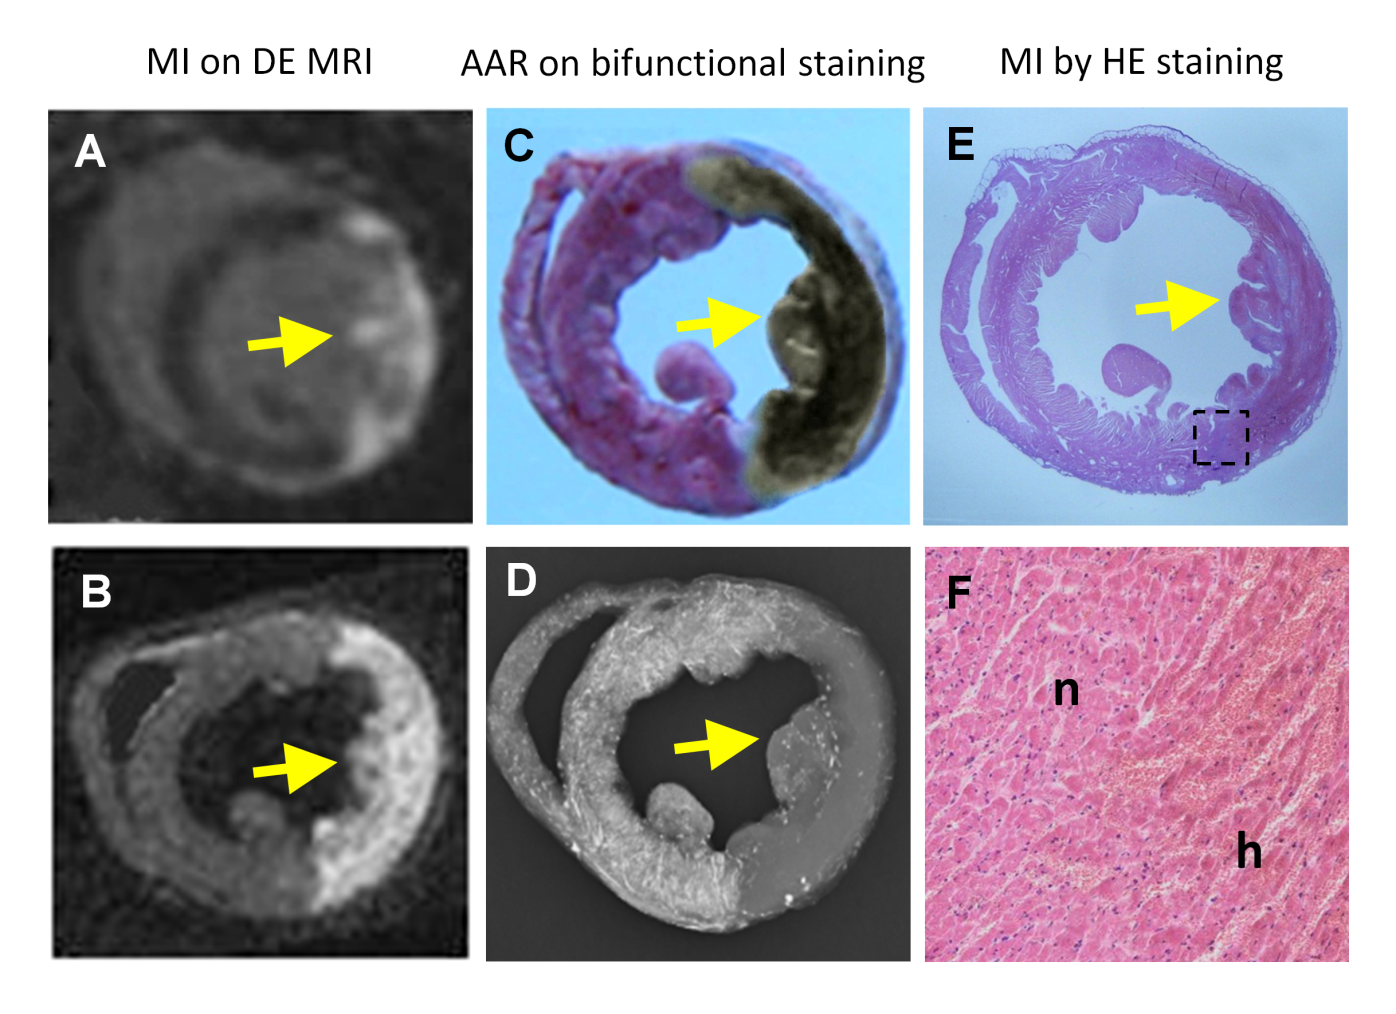 MI on DE MRI
AAR on bifunctional staining
MI by HE staining
A
C
E
B
D
F
n
h